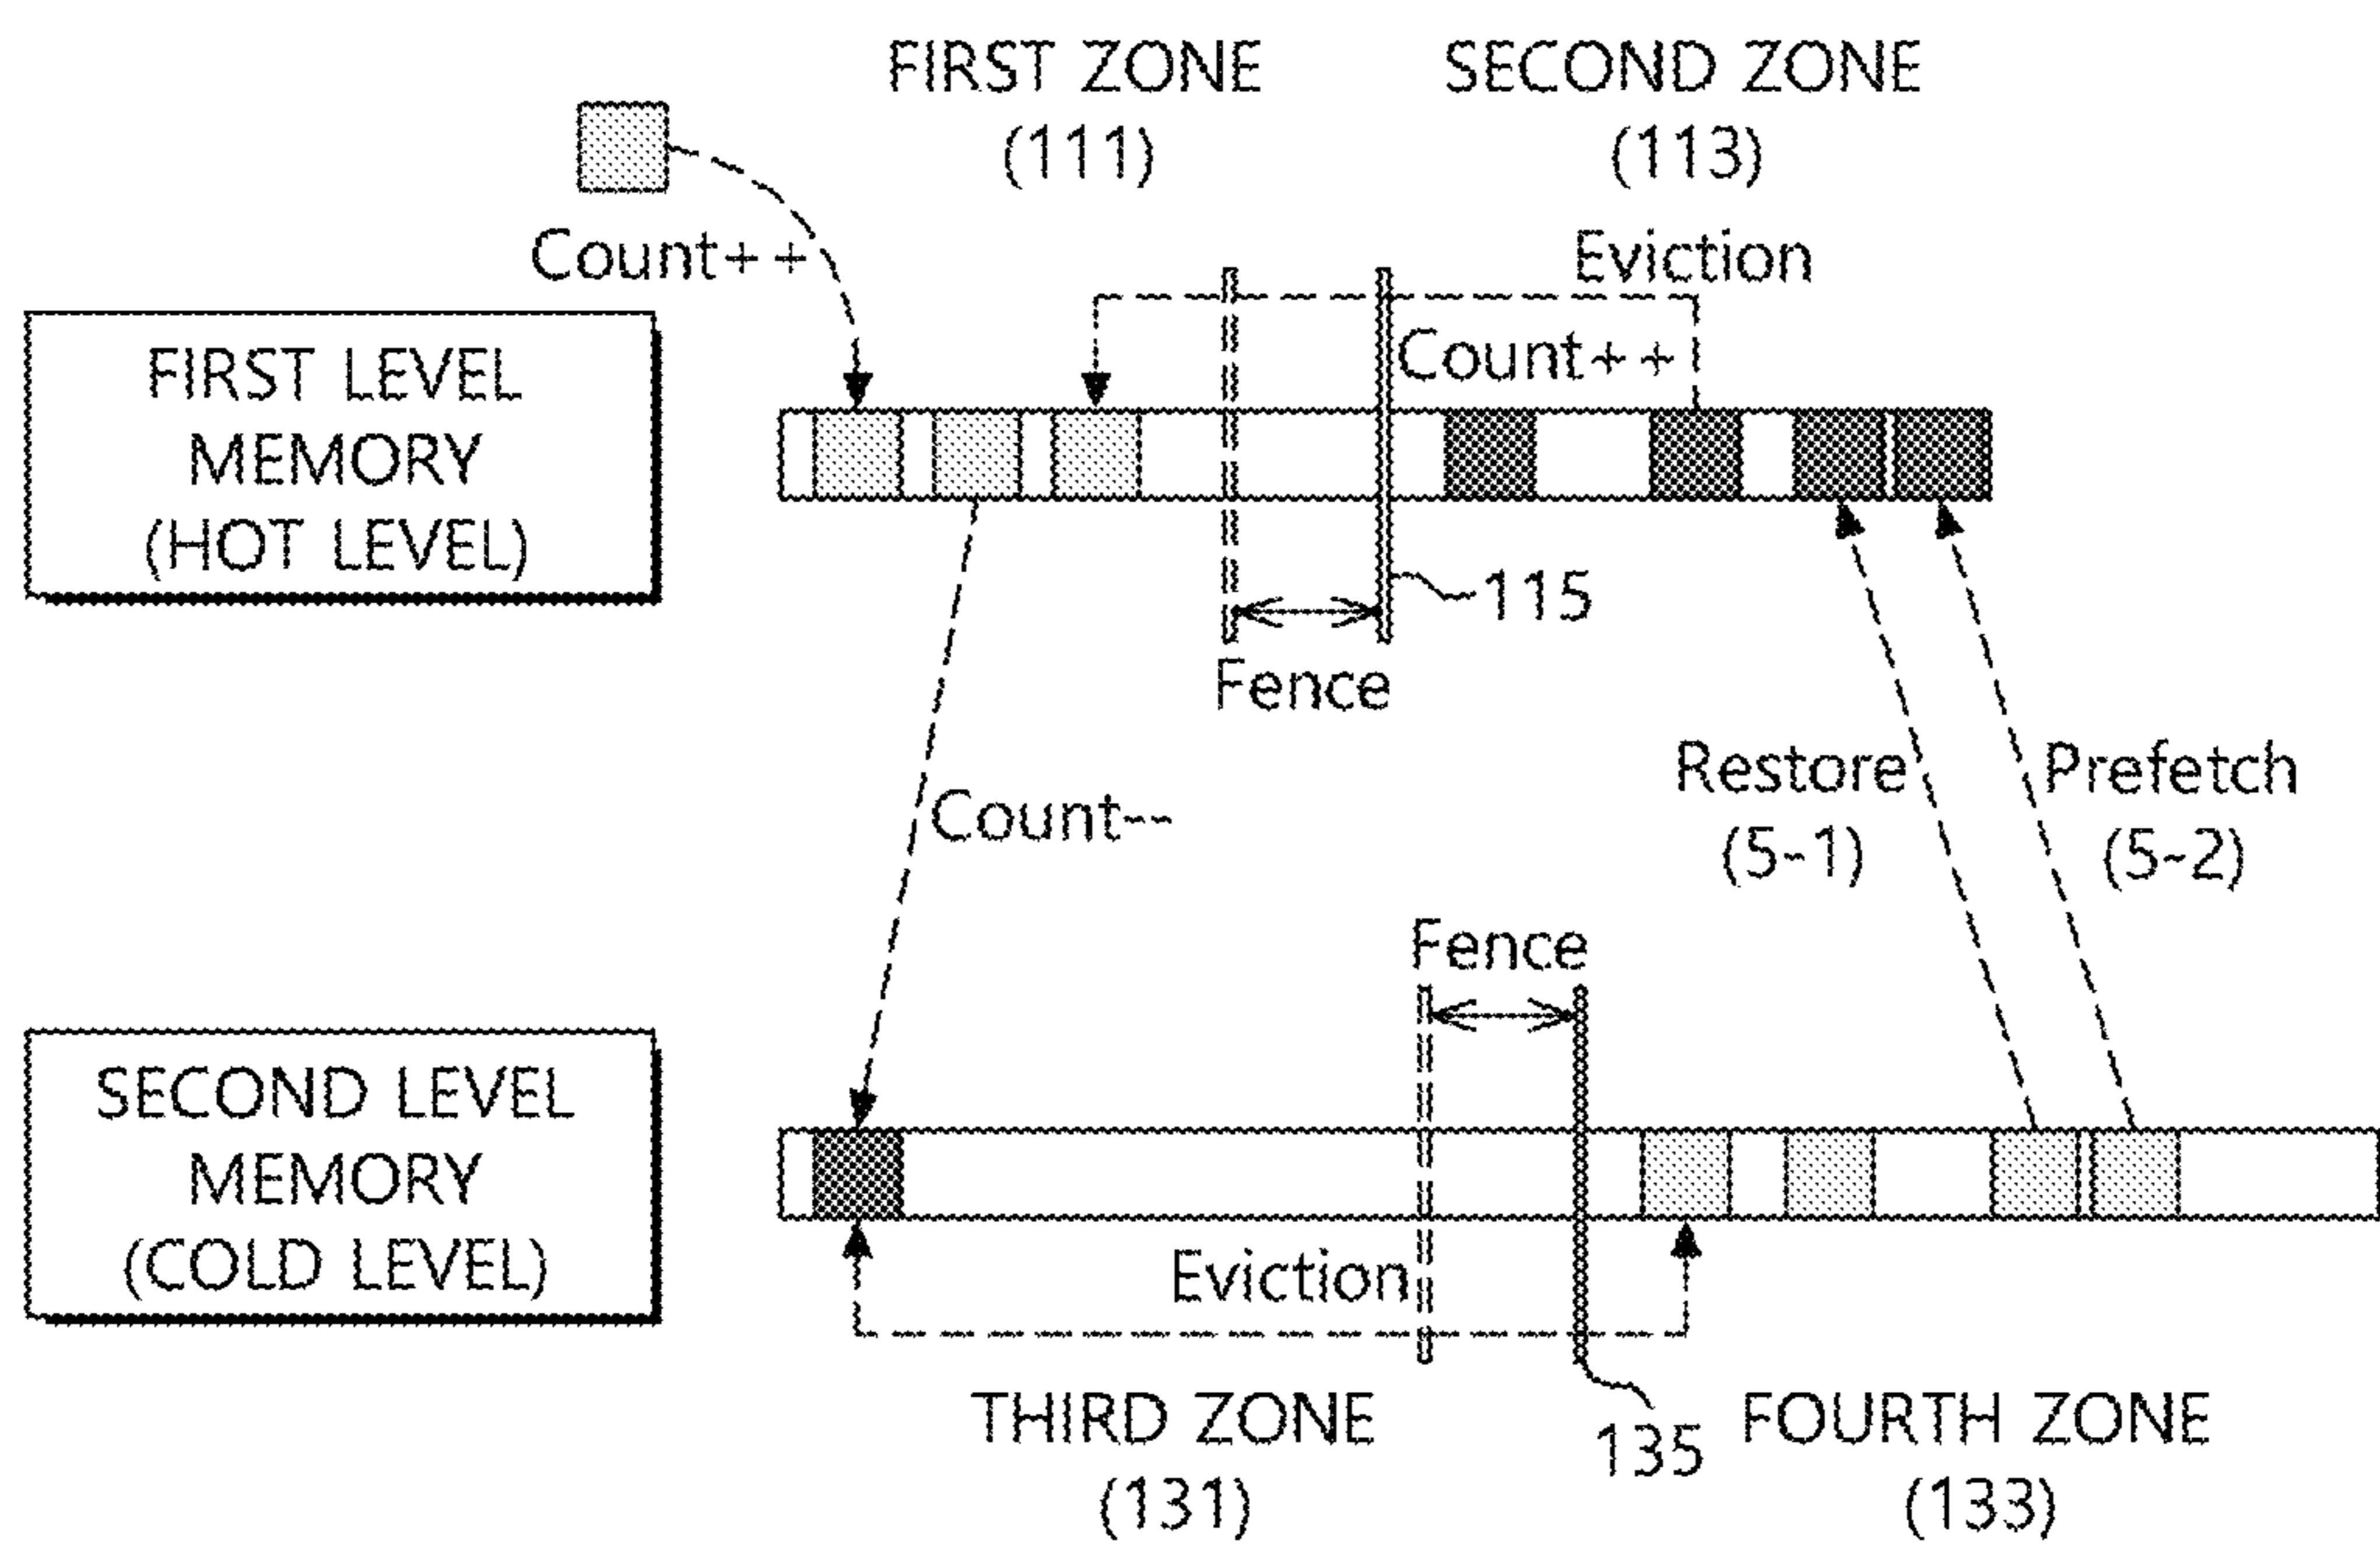 FIRST ZONE
(111)
SECOND ZONE
(113)
Count++
Eviction
Count++
FIRST LEVEL
MEMORY
(HOT LEVEL)
115
Fence
Restore
(5-1)
Prefetch
(5-2)
Count--
Fence
SECOND LEVEL
MEMORY
(COLD LEVEL)
Eviction
THIRD ZONE
(131)
135
FOURTH ZONE
(133)